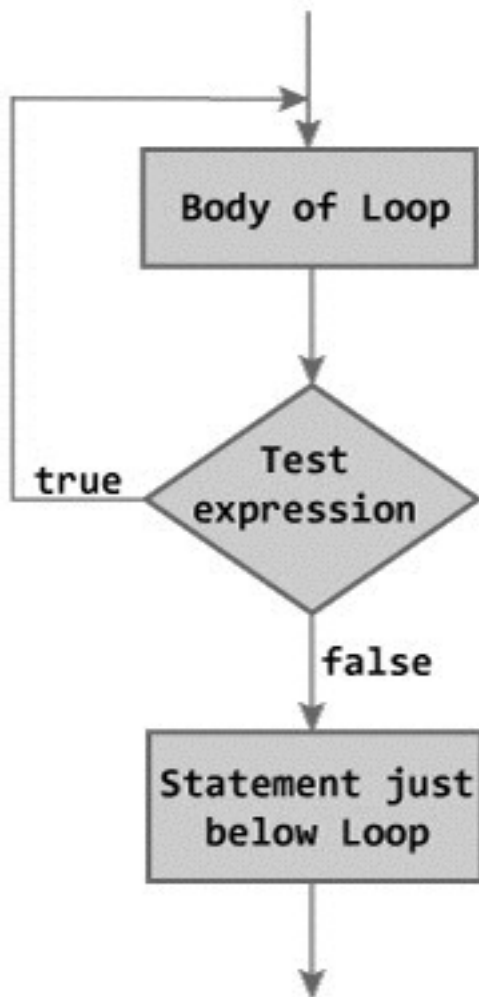 Body of Loop
Test
expression
true
false
Statement just
below Loop